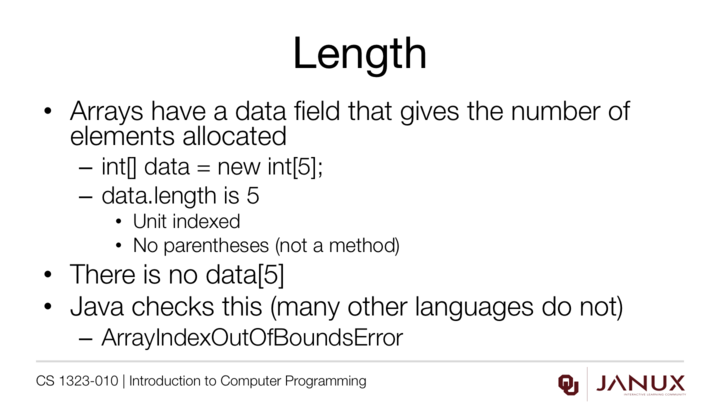 Length
• Arrays have a data field that gives the number of
elements allocated
– int[] data = new int[5];
– data.length is 5
• Unit indexed
• No parentheses (not a method)
• There is no data[5]
• Java checks this (many other languages do not)
– ArrayIndexOutOfBoundsError
CS 1323-010 | Introduction to Computer Programming
JANUX
INTERACTIVE LEARNING COMMUNITY